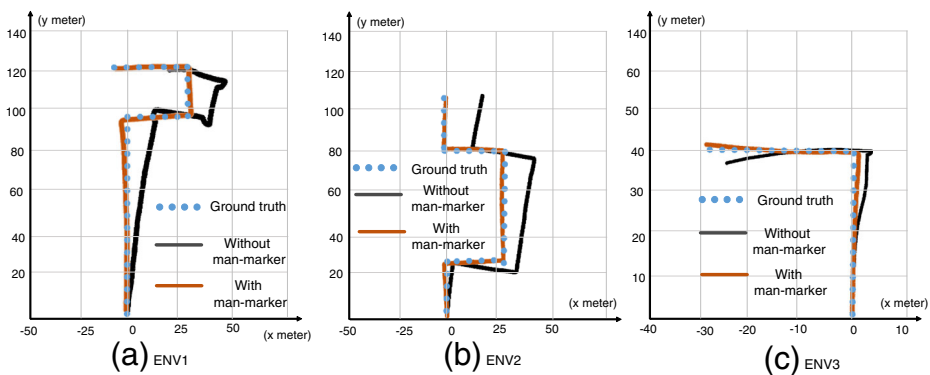 (y meter)
140
120
100
80
60
40
20
Ground truth
Without
man-marker
With
man-marker
-50
-25
0
25
50
(x meter)
(a) ENV1
(y meter)
140
120
100
80
60
40
20
Ground truth
Without
man-marker
With
man-marker
(x meter)
-50
-25
0
25
50
(b) ENV2
(y meter)
140
60
50
40
30
20
10
Ground truth
Without
man-marker
With
man-marker
(x meter)
-40
-30
-20
-10
0
10
(c) ENV3